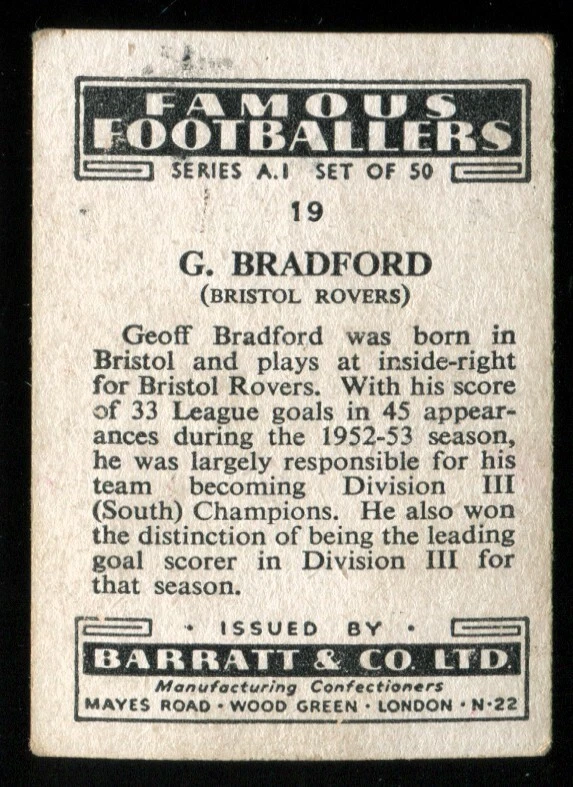 FAMOUS
FOOTBALLERS
SERIES A.1 SET OF 50
19
G. BRADFORD
(BRISTOL ROVERS)
Geoff Bradford was born in
Bristol and plays at inside-right
for Bristol Rovers. With his score
of 33 League goals in 45 appear-
ances during the 1952-53 season,
he was largely responsible for his
team becoming Division III
(South) Champions. He also won
the distinction of being the leading
goal scorer in Division III for
that season.
· ISSUED BY ·
BARRATT & CO. LTD.
Manufacturing Confectioners
MAYES ROAD · WOOD GREEN · LONDON · N·22